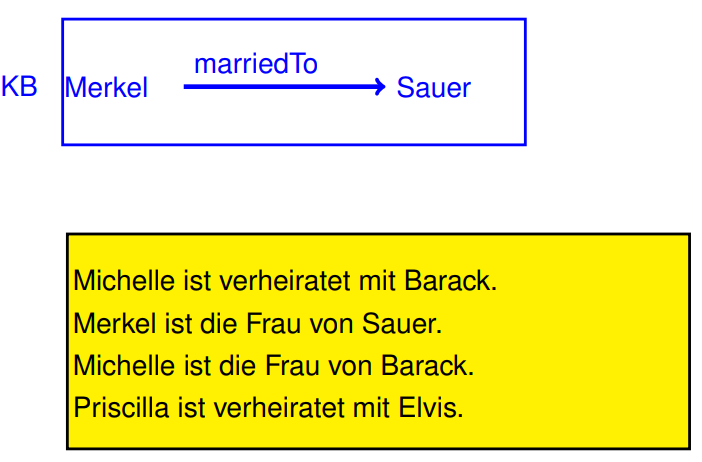 marriedTo
KB Merkel Sauer
Michelle ist verheiratet mit Barack.
Merkel ist die Frau von Sauer.
Michelle ist die Frau von Barack.
Priscilla ist verheiratet mit Elvis.